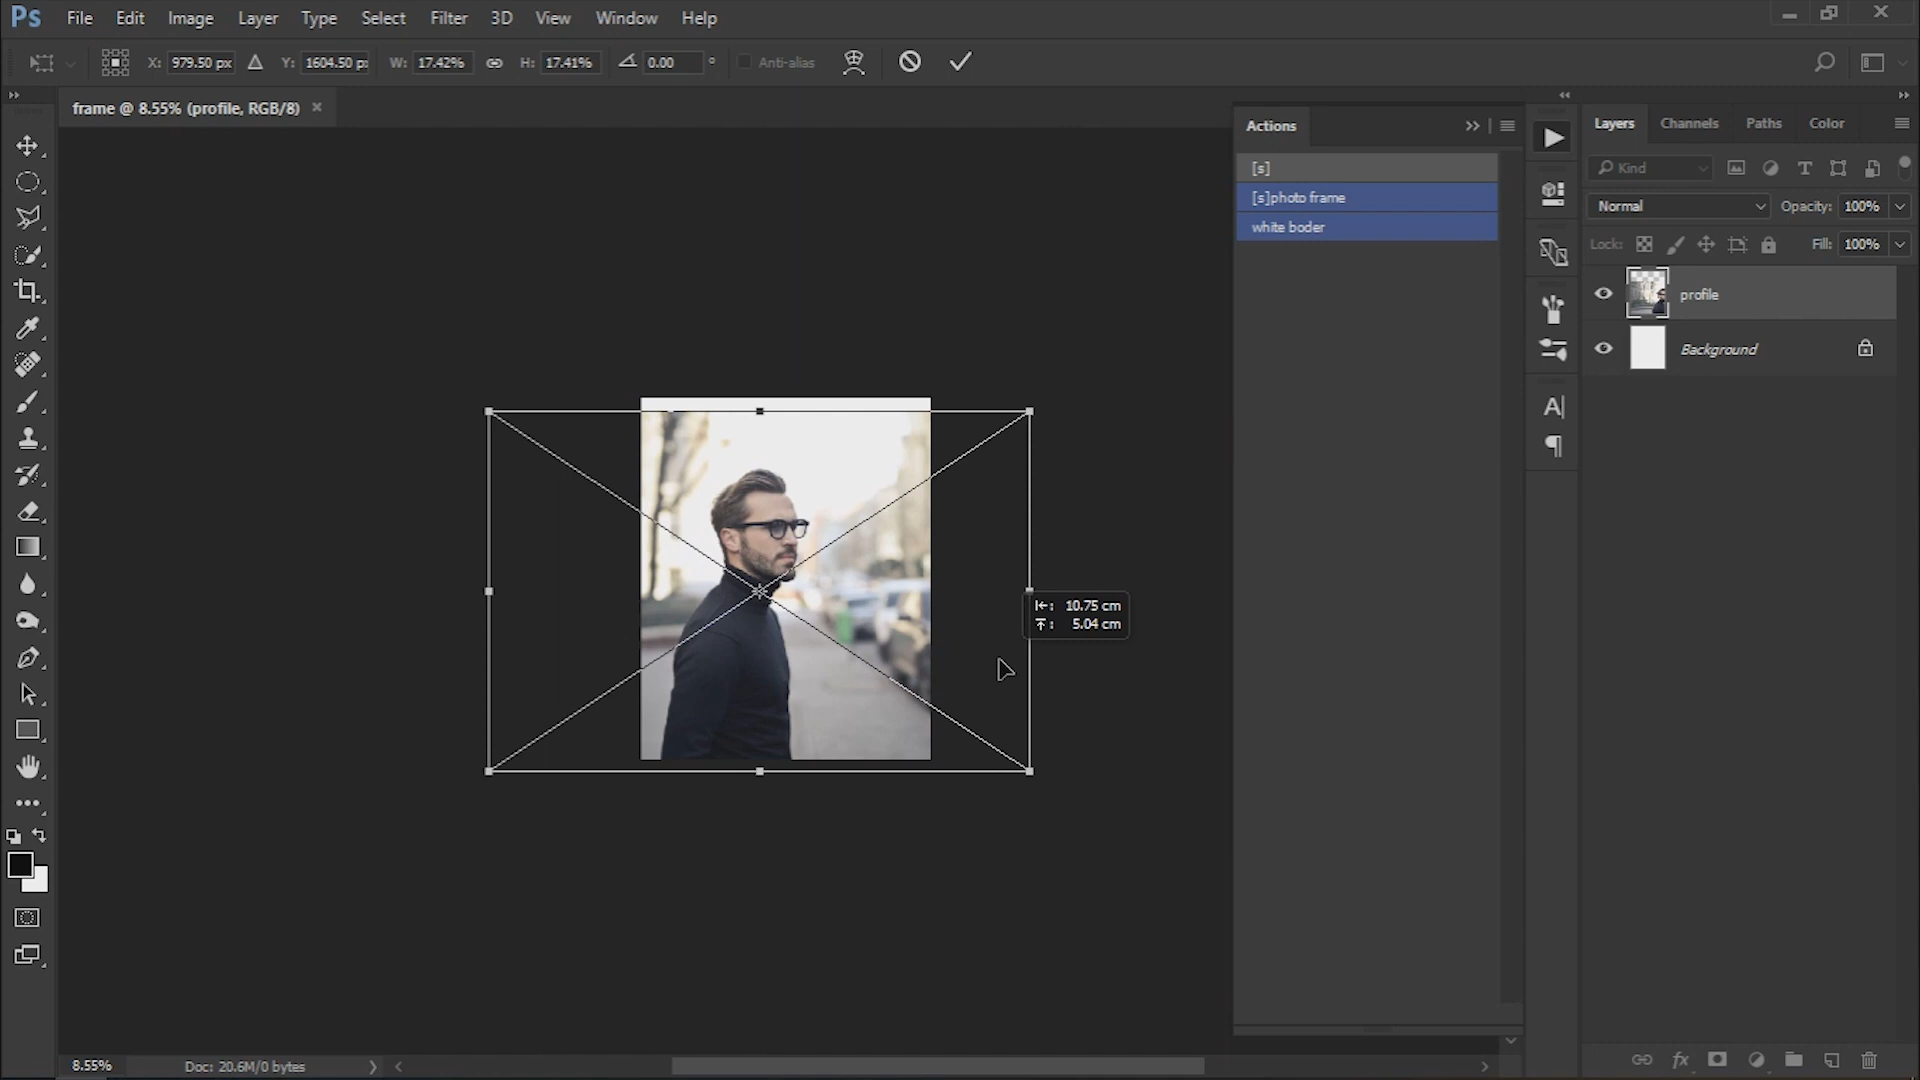 Ps File Edit Image Layer Type Select Filter 3D View Window Help
X: 979.50 px Y: 1604.50 px W: 17.42% H: 17.41% 0.00 ° Anti-alias
frame @ 8.55% (profile, RGB/8) ×
Actions
[s]
[s]photo frame
white boder
Layers Channels Paths Color
Kind
Normal Opacity: 100%
Lock: Fill: 100%
profile
Background
10.75 cm
5.04 cm
8.55% Doc: 20.6M/0 bytes